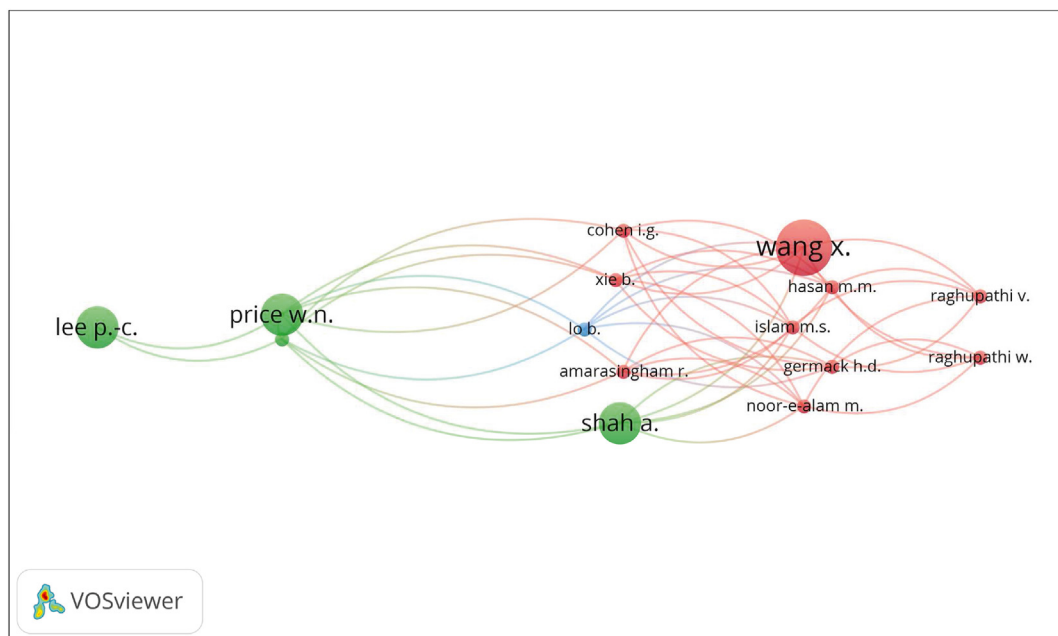 cohen i.g.
wang x.
xie b.
hasan m.m.
raghupathi v.
lee p.-c.
price w.n.
lo b.
islam m.s.
amarasingham r.
germack h.d.
raghupathi w.
shah a.
noor-e-alam m.
VOSviewer